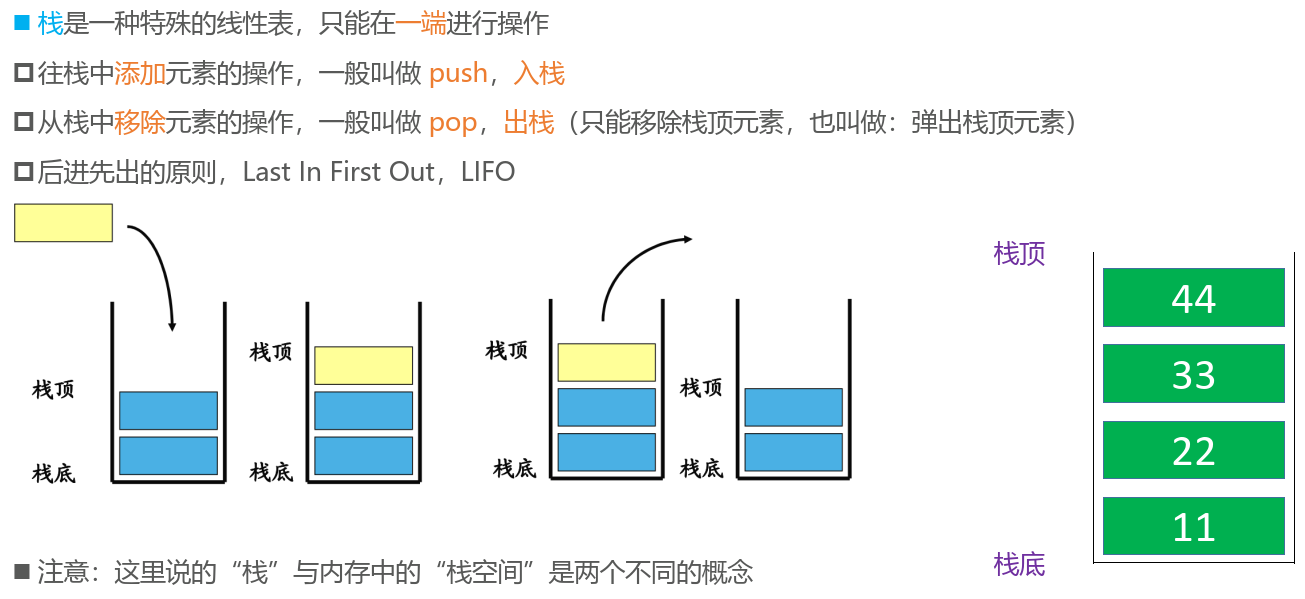 栈是一种特殊的线性表，只能在一端进行操作
往栈中添加元素的操作，一般叫做 push，入栈
从栈中移除元素的操作，一般叫做 pop，出栈（只能移除栈顶元素，也叫做：弹出栈顶元素）
后进先出的原则，Last In First Out，LIFO
栈顶
栈底
栈顶
栈底
栈顶
栈底
栈顶
栈底
栈顶
44
33
22
11
栈底
注意：这里说的“栈”与内存中的“栈空间”是两个不同的概念